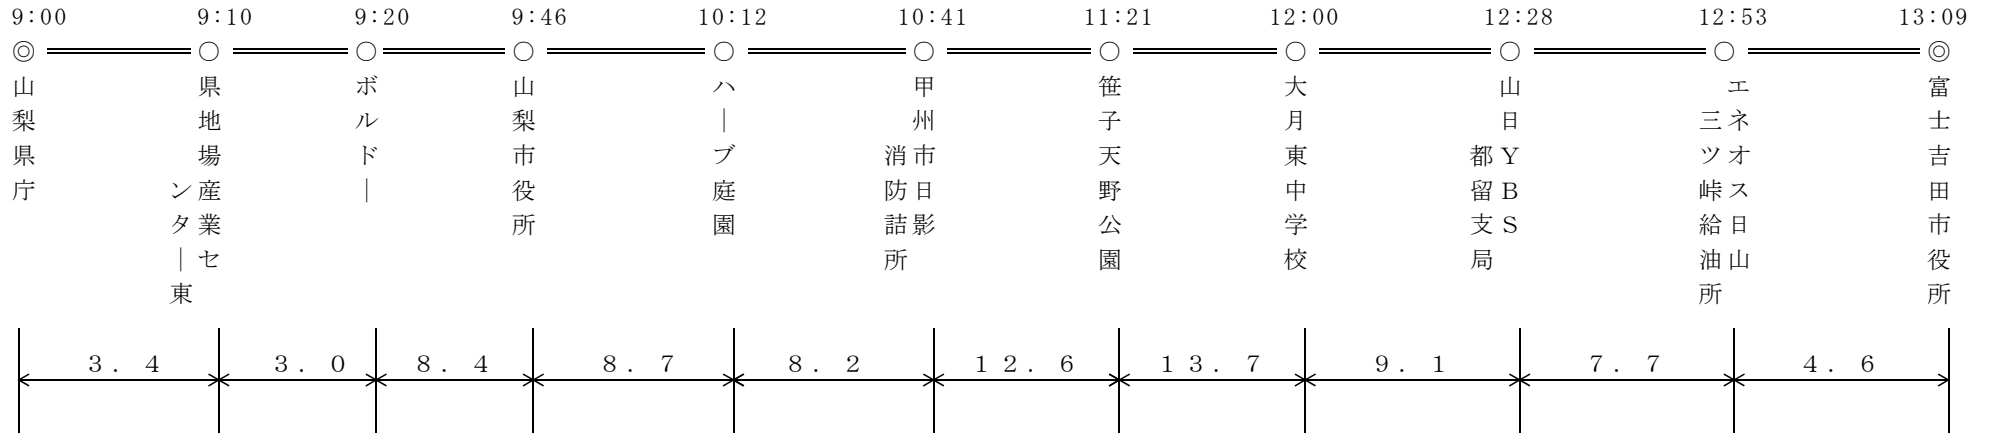 9:00 9:10 9:20 9:46 10:12 10:41 11:21 12:00 12:28 12:53 13:09
◎ ○ ○ ○ ○ ○ ○ ○ ○ ○ ◎
山梨県庁
県地場産業セ
ンター東
ボルドー
山梨市役所
ハーブ庭園
甲州市日影
消防詰所
笹子天野公園
大月東中学校
山日YBS
都留支局
エネオス日山
三ツ峠給油所
富士吉田市役所
3.4 3.0 8.4 8.7 8.2 12.6 13.7 9.1 7.7 4.6